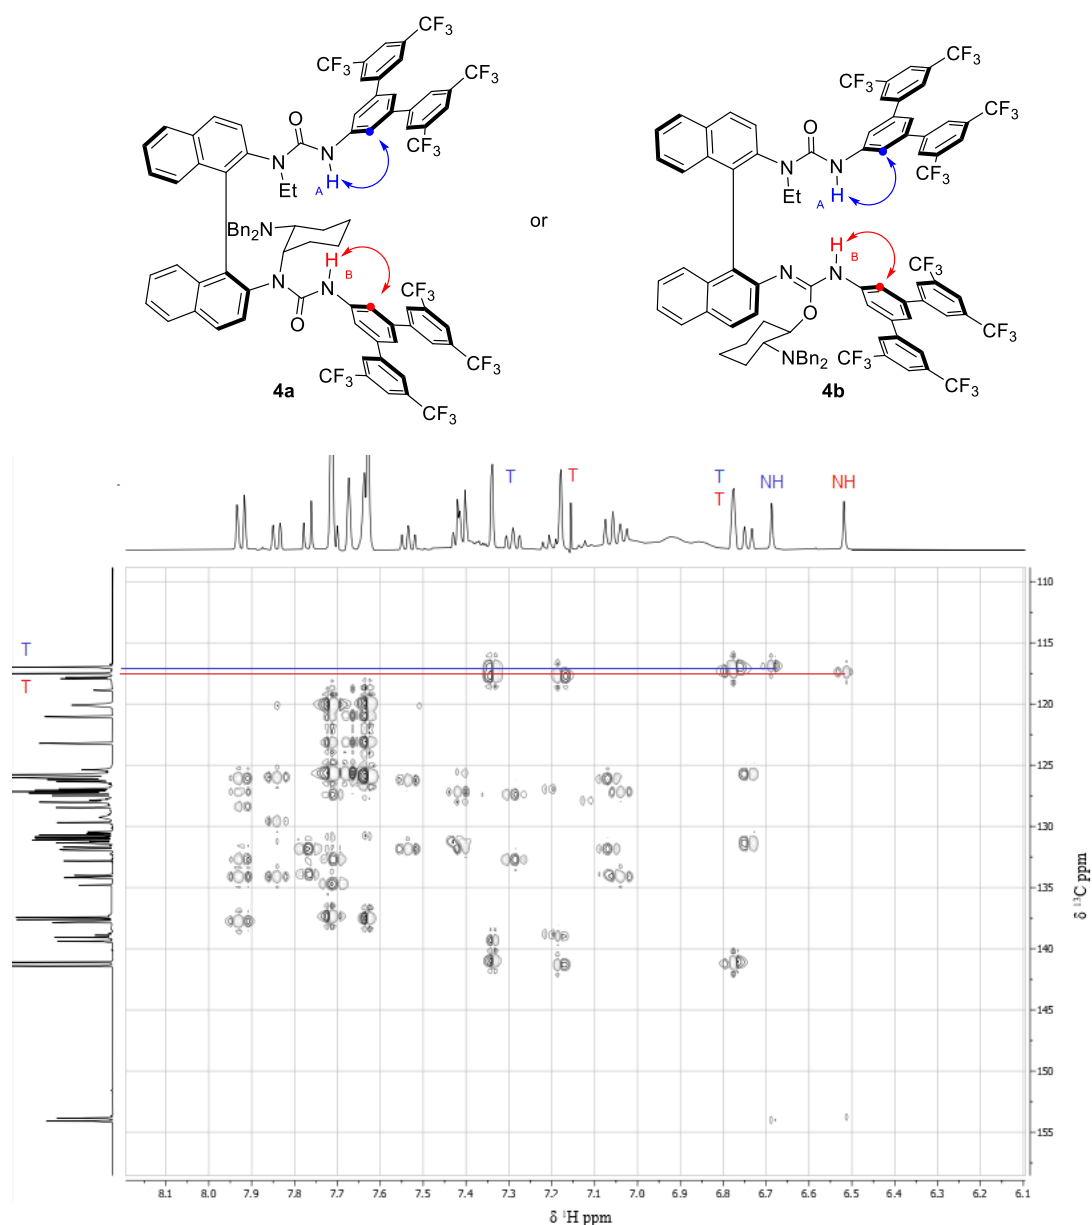 CF3
CF3
CF3
CF3
O
N
N
H
A
Et
Bn2N
N
H
B
N
O
CF3
CF3
CF3
CF3
4a
or
CF3
CF3
CF3
CF3
O
N
N
H
A
Et
H
B
N
N
O
NBn2
CF3
CF3
CF3
CF3
4b
T T T NH NH
T
T
T
110
115
120
125
130
135
140
145
150
155
δ 13C ppm
8.1 8.0 7.9 7.8 7.7 7.6 7.5 7.4 7.3 7.2 7.1 7.0 6.9 6.8 6.7 6.6 6.5 6.4 6.3 6.2 6.1
δ 1H ppm